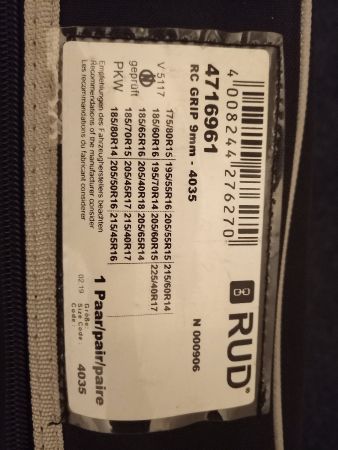 4716961
RC GRIP 9mm - 4035
4 008244 276270
RUD®
N 000906
V 5117
geprüft
PKW
175/80R15 195/55R16 205/55R15 215/60R14
185/60R16 195/70R14 205/60R15 225/40R17
185/65R16 205/40R18 205/65R14
185/70R15 205/45R17 215/40R17
185/80R14 205/50R16 215/45R16
Empfehlungen des Fahrzeugherstellers beachten
Recommendations of the manufacturer consider
Les recommandations du fabricant considerer
1 Paar/pair/paire
02.19
Größe:
Size Code:
Code:
4035